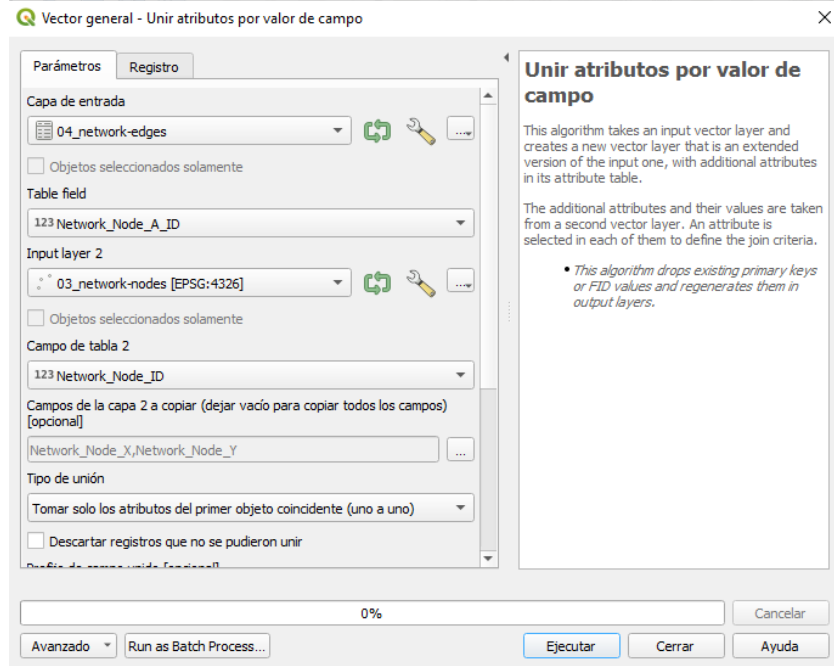 Vector general - Unir atributos por valor de campo
Parámetros
Registro
Capa de entrada
04_network-edges
...
Objetos seleccionados solamente
Table field
123 Network_Node_A_ID
Input layer 2
03_network-nodes [EPSG:4326]
...
Objetos seleccionados solamente
Campo de tabla 2
123 Network_Node_ID
Campos de la capa 2 a copiar (dejar vacío para copiar todos los campos)
[opcional]
Network_Node_X,Network_Node_Y
...
Tipo de unión
Tomar solo los atributos del primer objeto coincidente (uno a uno)
Descartar registros que no se pudieron unir
Unir atributos por valor de
campo
This algorithm takes an input vector layer and
creates a new vector layer that is an extended
version of the input one, with additional attributes
in its attribute table.
The additional attributes and their values are taken
from a second vector layer. An attribute is
selected in each of them to define the join criteria.
• This algorithm drops existing primary keys
or FID values and regenerates them in
output layers.
0%
Cancelar
Avanzado
Run as Batch Process...
Ejecutar
Cerrar
Ayuda